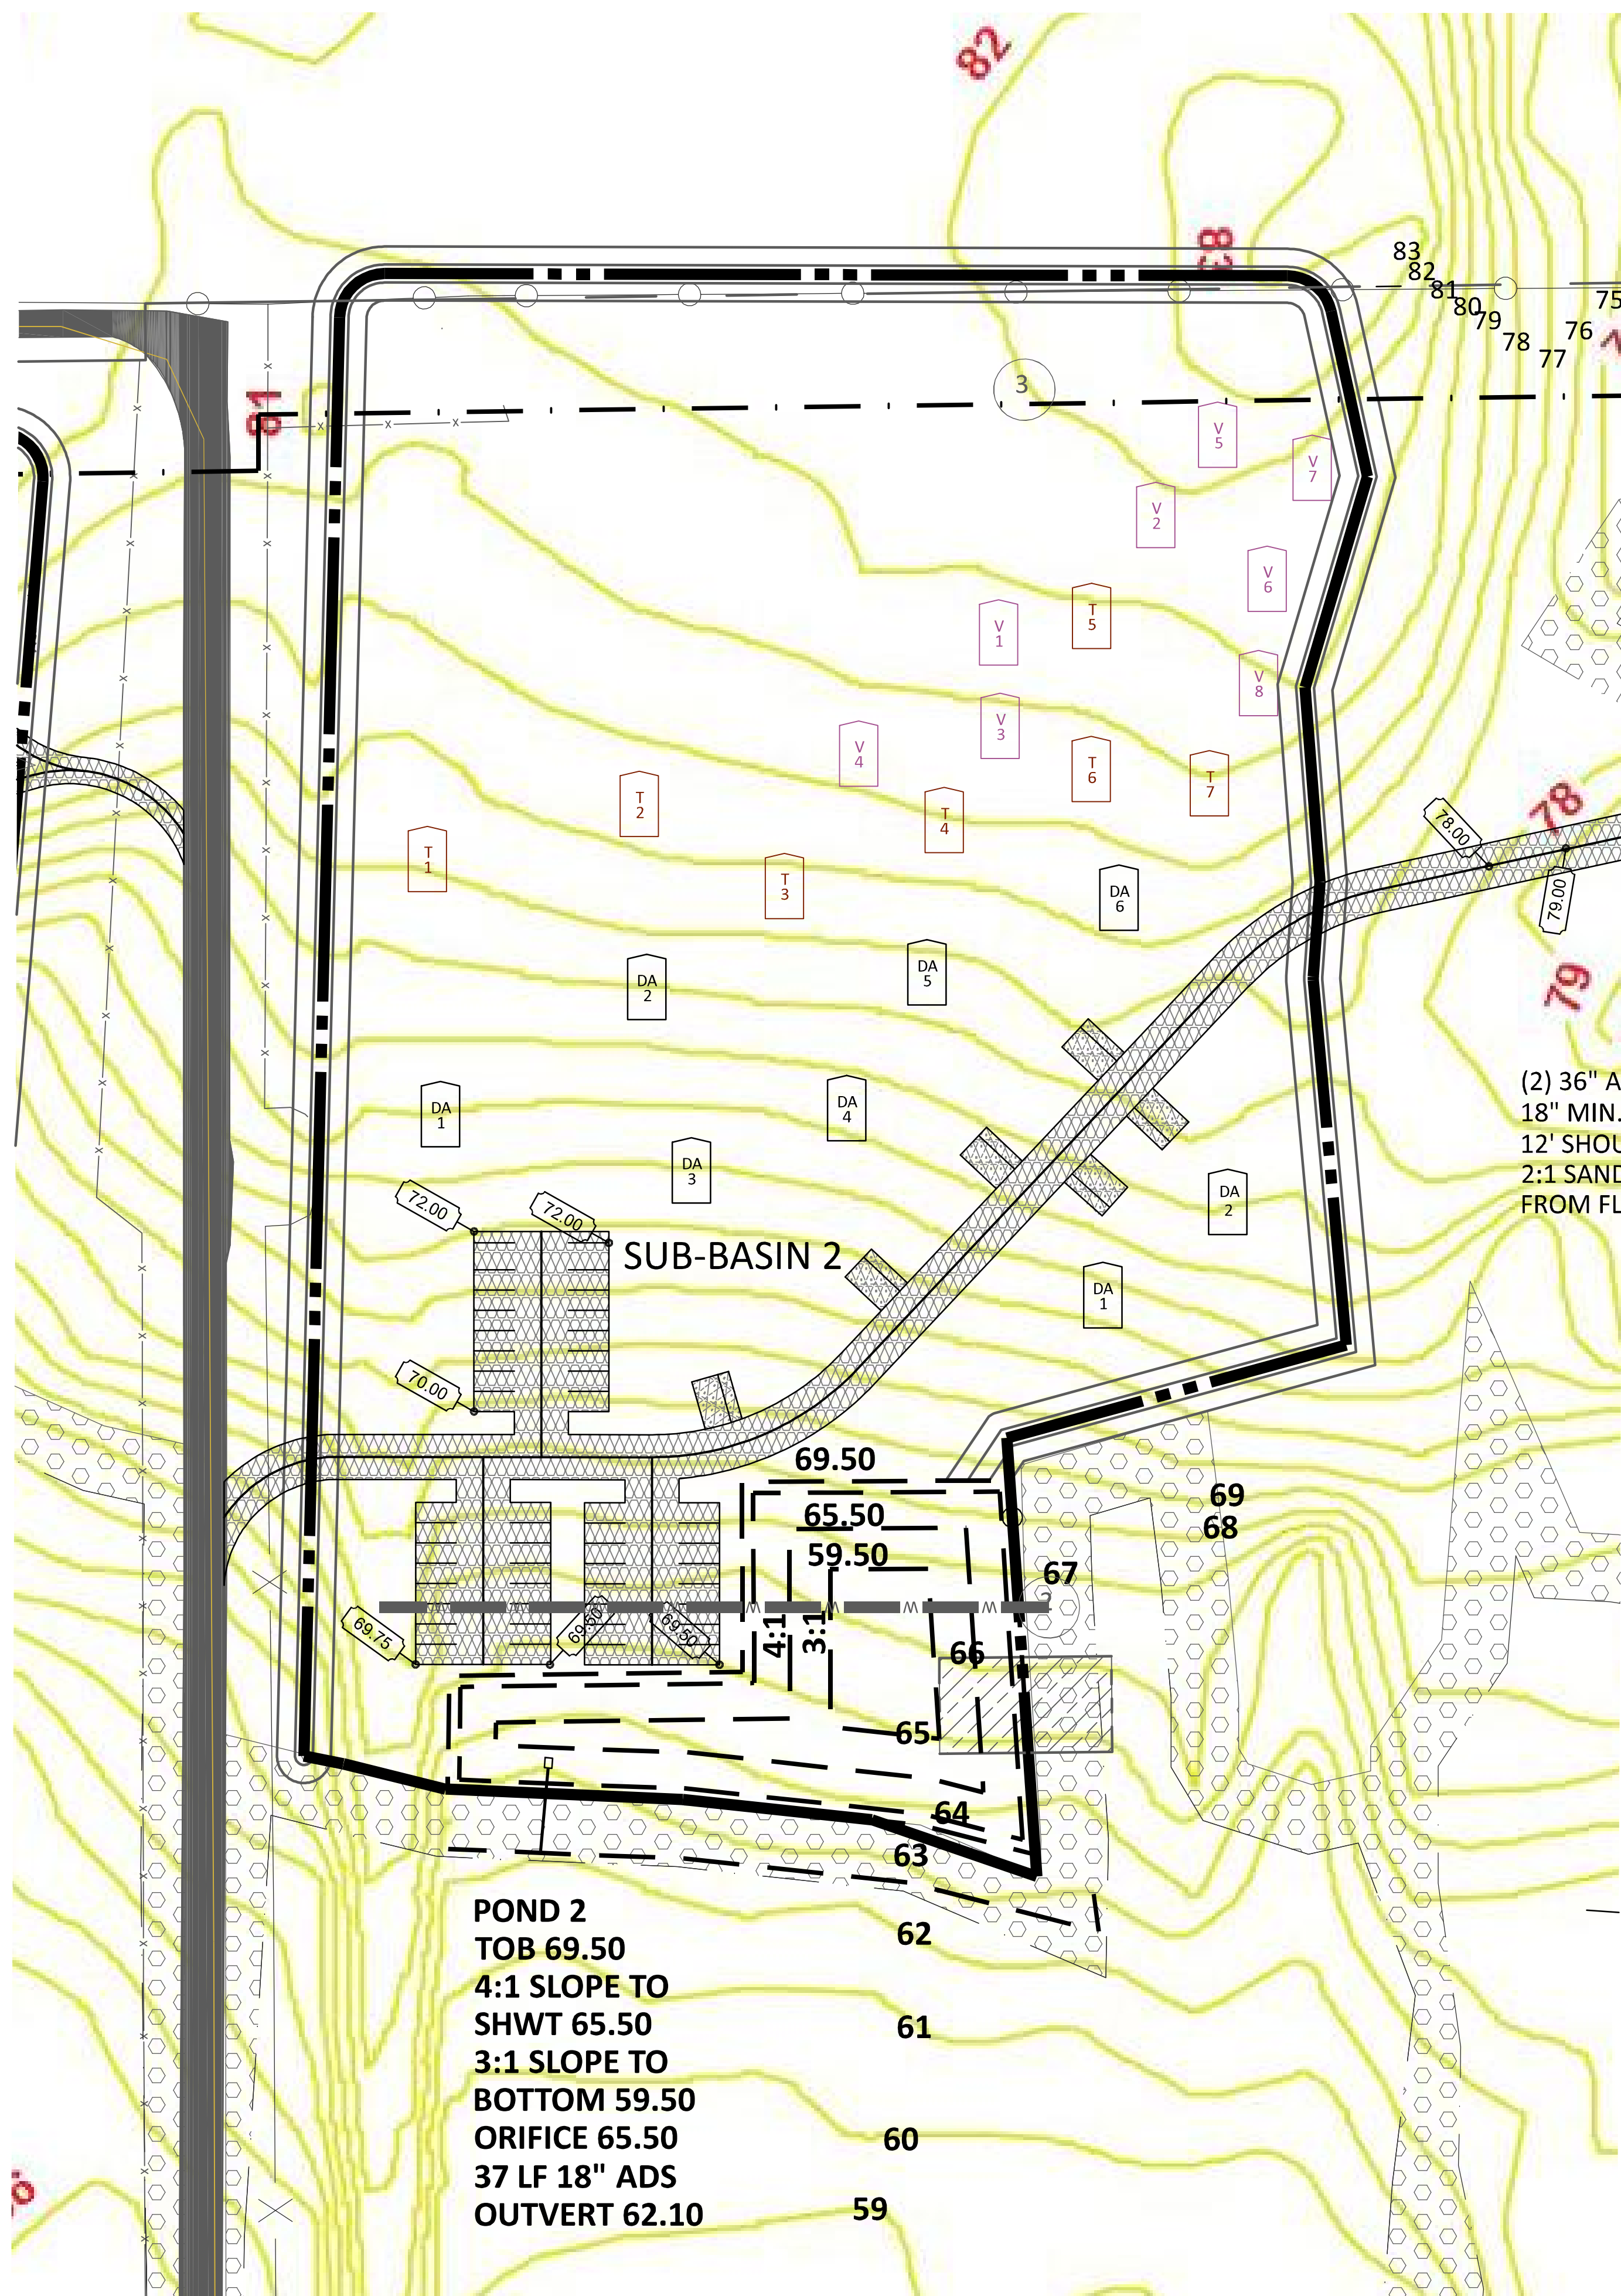 82
83
83
82
81
80
79
78
77
76
75
81
3
V
5
V
7
V
2
V
6
V
1
T
5
V
8
V
3
V
4
T
6
T
7
T
2
T
4
T
1
T
3
DA
6
78.00
78
79.00
79
DA
2
DA
5
DA
1
DA
4
DA
3
DA
2
DA
1
(2) 36" A
18" MIN.
12' SHOU
2:1 SAND
FROM FL
72.00
72.00
SUB-BASIN 2
70.00
69.50
65.50
59.50
69
68
67
2
4:1
3:1
69.75
69.50
69.50
66
65
64
63
62
61
60
59
POND 2
TOB 69.50
4:1 SLOPE TO
SHWT 65.50
3:1 SLOPE TO
BOTTOM 59.50
ORIFICE 65.50
37 LF 18" ADS
OUTVERT 62.10